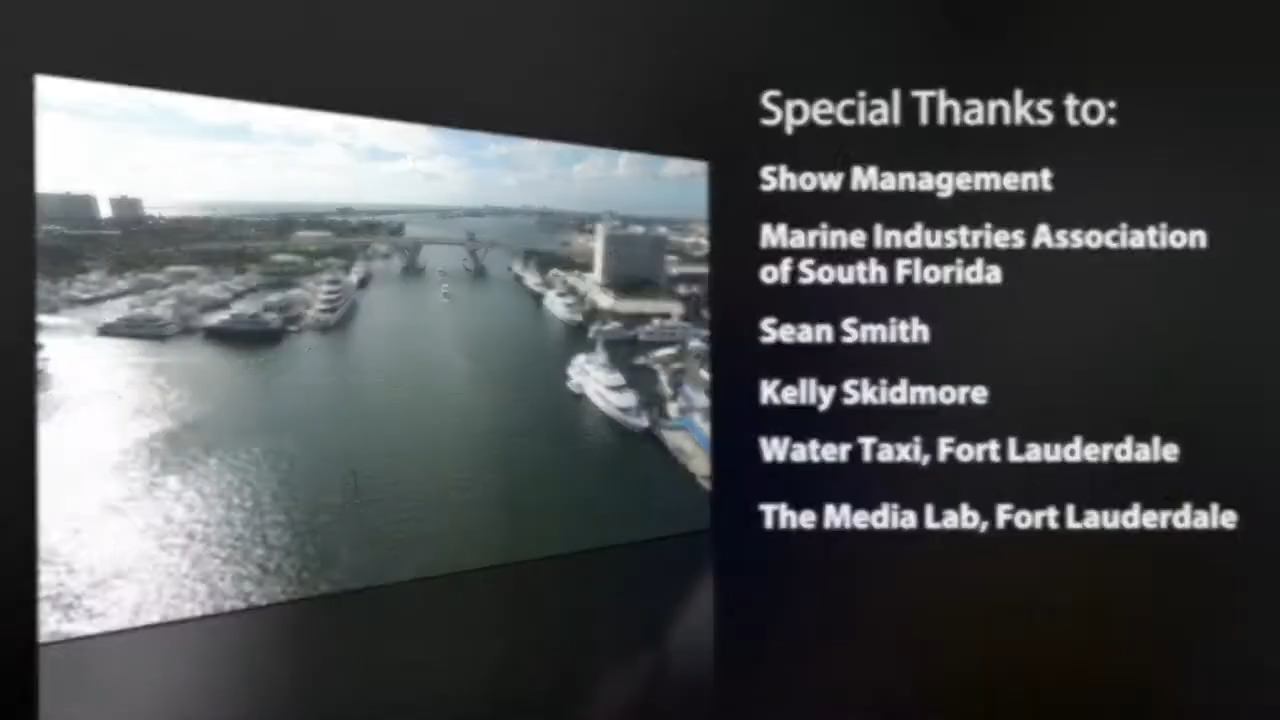 Special Thanks to:
Show Management
Marine Industries Association
of South Florida
Sean Smith
Kelly Skidmore
Water Taxi, Fort Lauderdale
The Media Lab, Fort Lauderdale